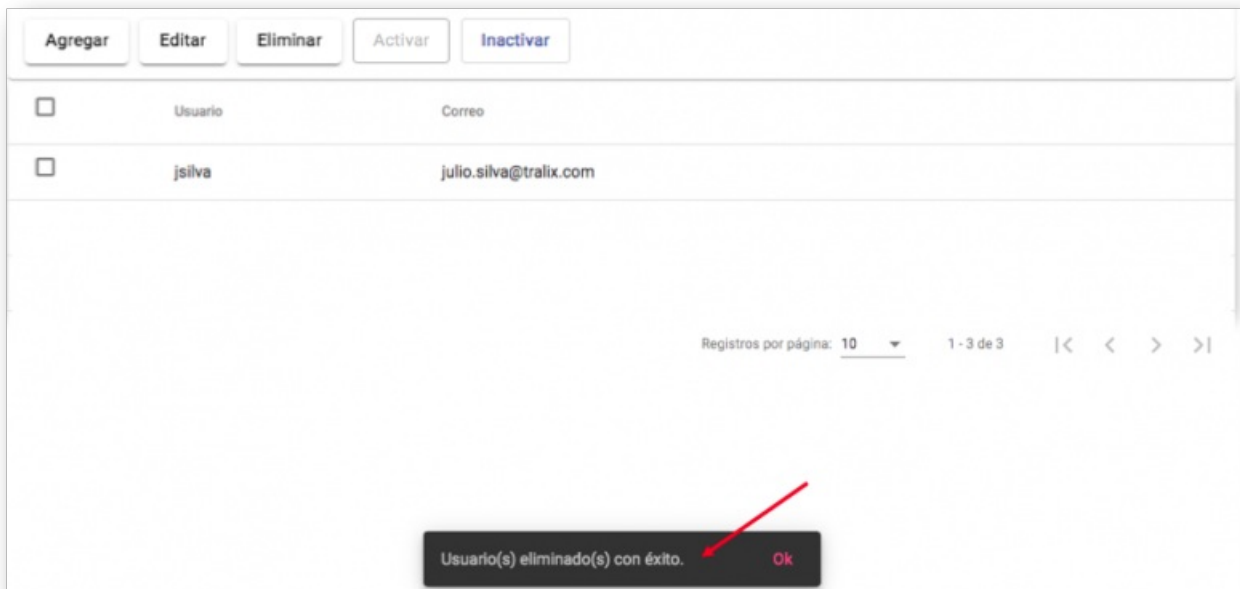 Agregar Editar Eliminar Activar Inactivar
Usuario Correo
jsilva julio.silva@tralix.com
Registros por página: 10 1 - 3 de 3
Usuario(s) eliminado(s) con éxito. Ok